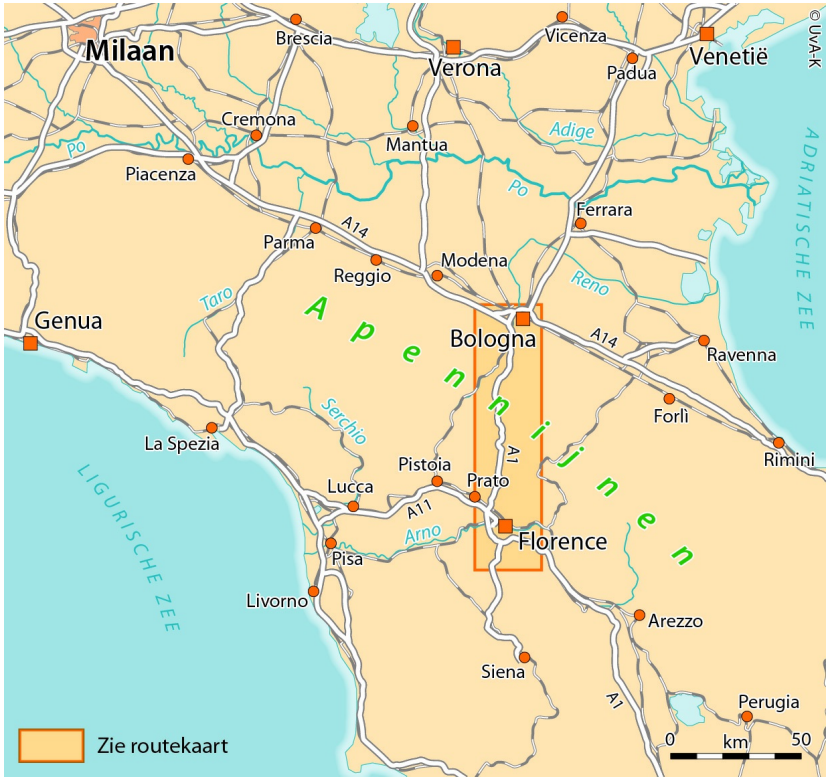 © UvA-K
Milaan
Brescia
Verona
Vicenza
Padua
Venetië
Cremona
Mantua
Adige
Po
Piacenza
Po
Ferrara
Parma
A14
Reggio
Modena
Reno
Taro
Genua
Apennijnen
Bologna
A14
Ravenna
Forlì
Rimini
Serchio
La Spezia
A1
Pistoia
Prato
Lucca
A11
Arno
Florence
Pisa
Livorno
Arezzo
Siena
A1
Perugia
ADRIATISCHE ZEE
LIGURISCHE ZEE
Zie routekaart
0 km 50